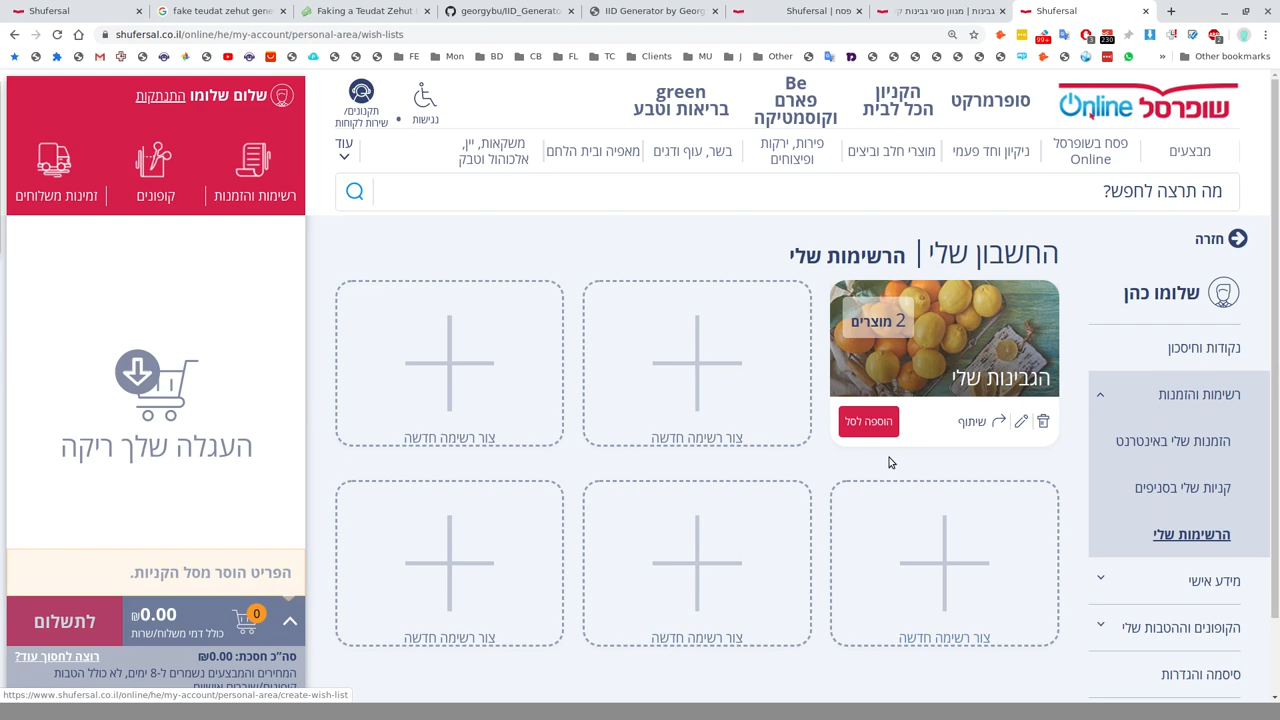 Shufersal
fake teudat zehut gene
Faking a Teudat Zehut
georgybu/IID_Generato
IID Generator by Georg
פסח | Shufersal
גבינות | מגוון סוגי גבינות קי
Shufersal
shufersal.co.il/online/he/my-account/personal-area/wish-lists
FE
Mon
BD
CB
FL
TC
Clients
MU
J
Other
»
Other bookmarks
99+
230
שלום שלומו התנתקות
רשימות והזמנות
קופונים
זמינות משלוחים
שופרסל Online
סופרמרקט
הקניון
הכל לבית
Be
פארם
וקוסמטיקה
green
בריאות וטבע
נגישות
תקנונים/
שירות לקוחות
מבצעים
פסח בשופרסל
Online
ניקיון וחד פעמי
מוצרי חלב וביצים
פירות, ירקות
ופיצוחים
בשר, עוף ודגים
מאפיה ובית הלחם
משקאות, יין,
אלכוהול וטבק
עוד
מה תרצה לחפש?
חזרה
שלומו כהן
נקודות וחיסכון
רשימות והזמנות
הזמנות שלי באינטרנט
קניות שלי בסניפים
הרשימות שלי
מידע אישי
הקופונים וההטבות שלי
סיסמה והגדרות
החשבון שלי | הרשימות שלי
2 מוצרים
הגבינות שלי
שיתוף
הוספה לסל
צור רשימה חדשה
צור רשימה חדשה
צור רשימה חדשה
צור רשימה חדשה
צור רשימה חדשה
העגלה שלך ריקה
הפריט הוסר מסל הקניות.
0
₪0.00
כולל דמי משלוח/שרות
לתשלום
סה"כ חסכת: ₪0.00
רוצה לחסוך עוד?
המחירים והמבצעים נשמרים ל-8 ימים, לא כולל הטבות
https://www.shufersal.co.il/online/he/my-account/personal-area/create-wish-list